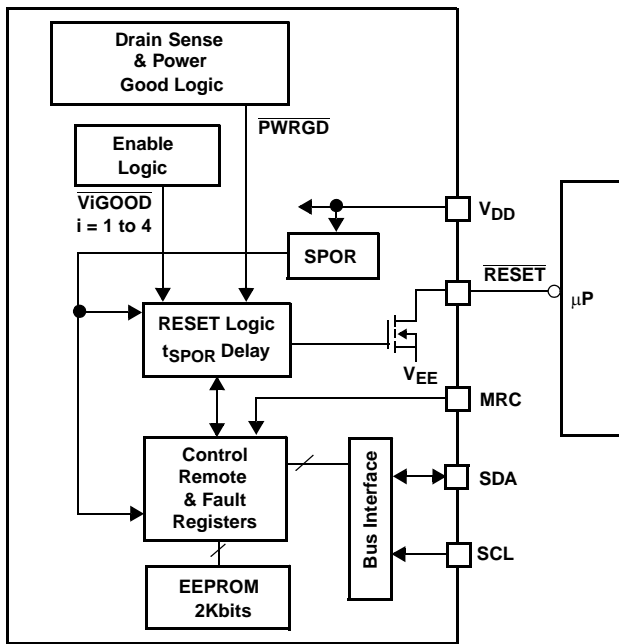 Drain Sense
& Power
Good Logic
PWRGD
Enable
Logic
ViGOOD
i = 1 to 4
VDD
SPOR
RESET
μP
RESET Logic
tSPOR Delay
VEE
MRC
Control
Remote
& Fault
Registers
Bus Interface
SDA
SCL
EEPROM
2Kbits